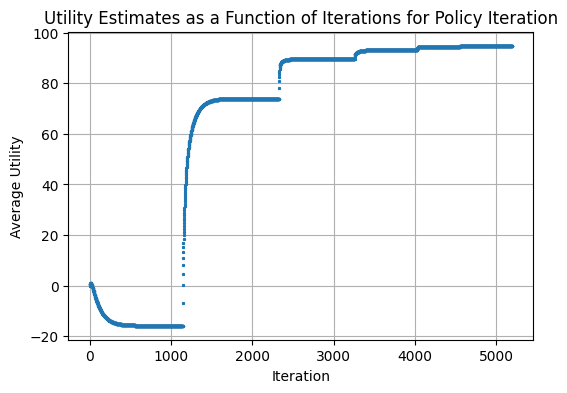 Utility Estimates as a Function of Iterations for Policy Iteration
Average Utility
100
80
60
40
20
0
−20
0 1000 2000 3000 4000 5000
Iteration